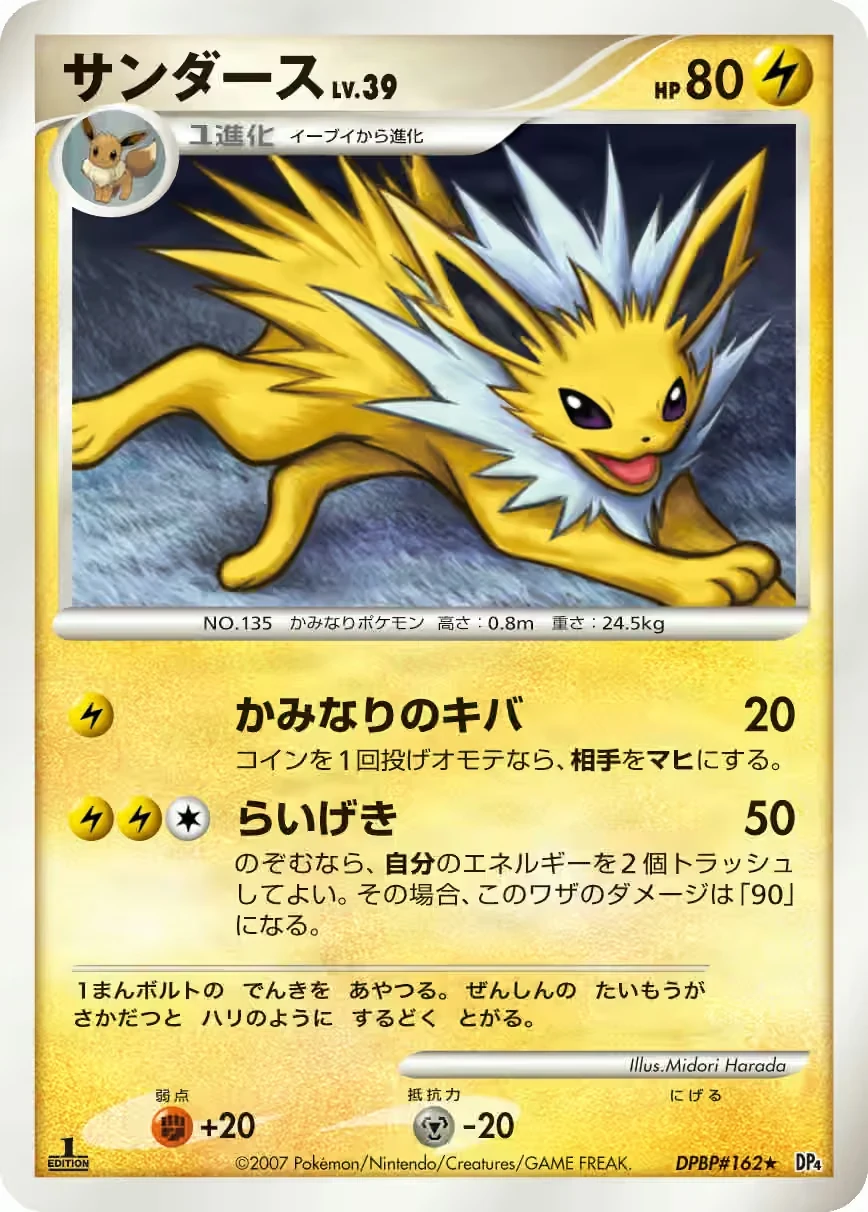 サンダース LV.39 HP 80
1進化 イーブイから進化
NO.135 かみなりポケモン 高さ:0.8m 重さ:24.5kg
かみなりのキバ 20
コインを1回投げオモテなら、相手をマヒにする。
らいげき 50
のぞむなら、自分のエネルギーを2個トラッシュ
してよい。その場合、このワザのダメージは「90」
になる。
1まんボルトの でんきを あやつる。 ぜんしんの たいもうが
さかだつと ハリのように するどく とがる。
Illus.Midori Harada
弱点 抵抗力 にげる
+20 -20
1 EDITION
©2007 Pokémon/Nintendo/Creatures/GAME FREAK. DPBP#162★ DP4